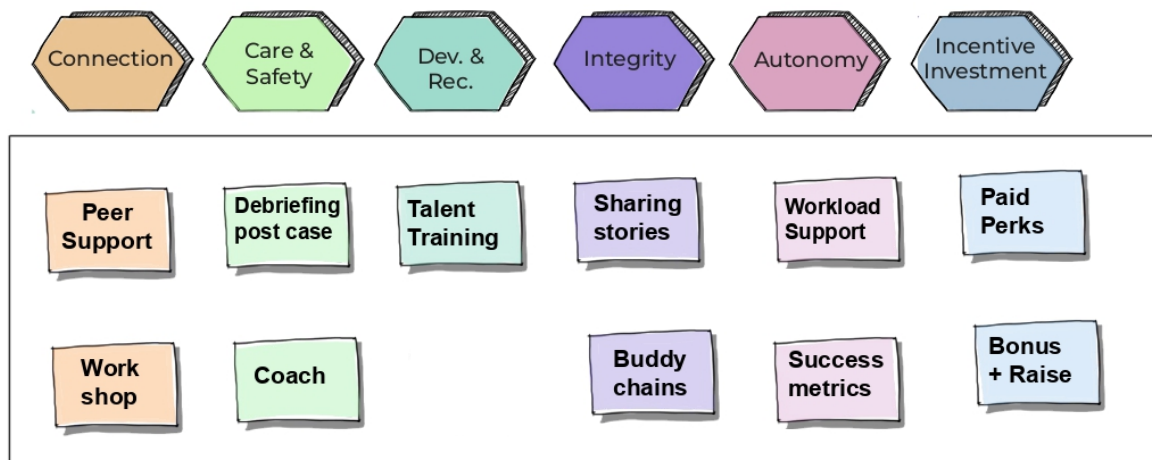 Connection
Care &
Safety
Dev. &
Rec.
Integrity
Autonomy
Incentive
Investment
Peer
Support
Debriefing
post case
Talent
Training
Sharing
stories
Workload
Support
Paid
Perks
Work
shop
Coach
Buddy
chains
Success
metrics
Bonus
+ Raise